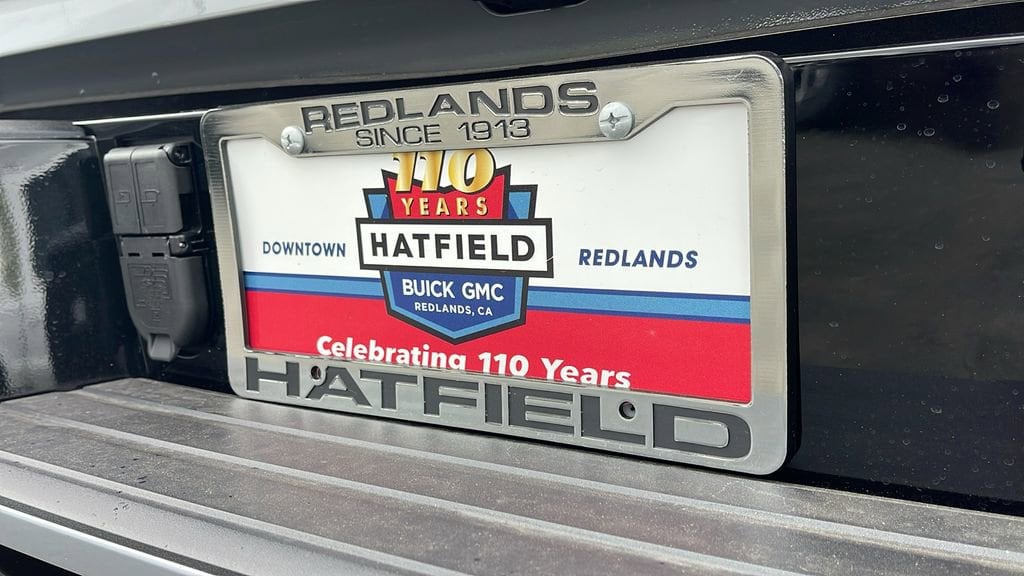 REDLANDS
SINCE 1913
110
YEARS
DOWNTOWN HATFIELD REDLANDS
BUICK GMC
REDLANDS, CA
Celebrating 110 Years
HATFIELD